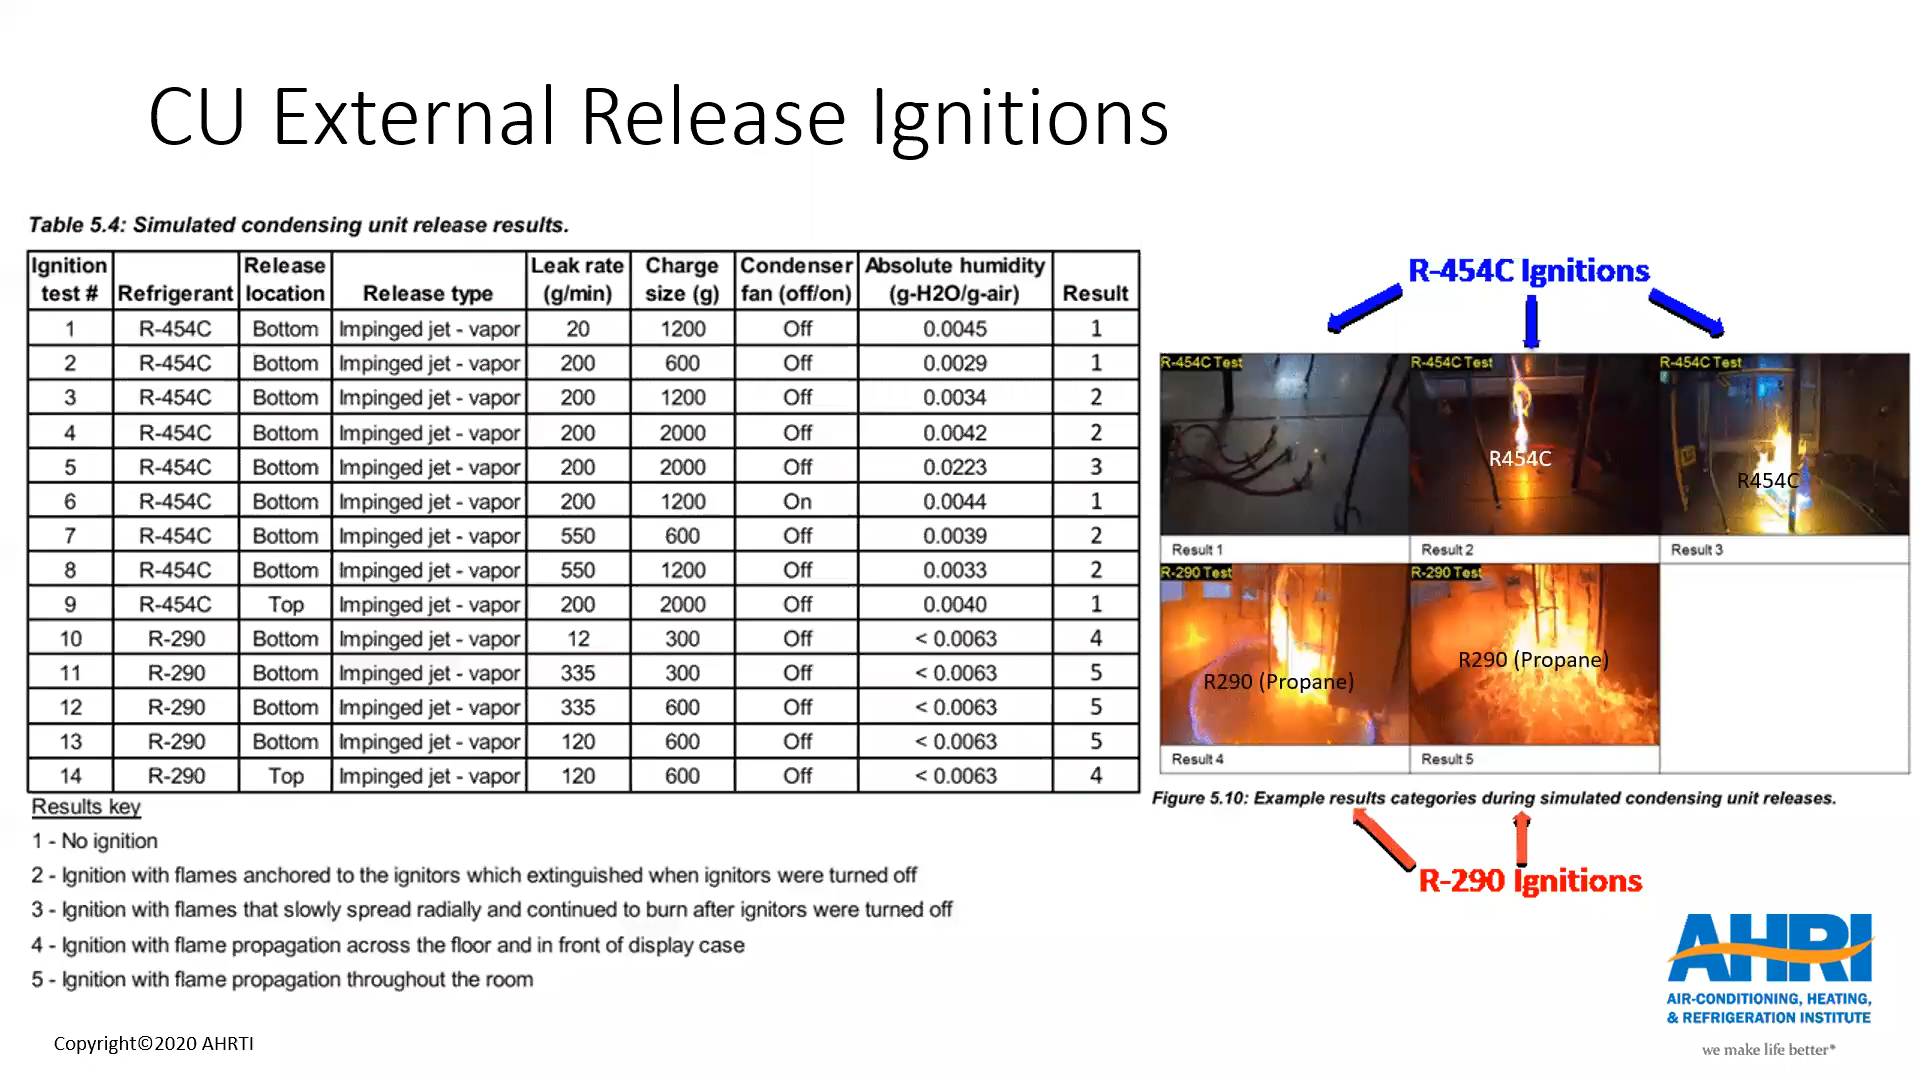 CU External Release Ignitions
Table 5.4: Simulated condensing unit release results.
Ignition test # | Refrigerant | Release location | Release type | Leak rate (g/min) | Charge size (g) | Condenser fan (off/on) | Absolute humidity (g-H2O/g-air) | Result
1 | R-454C | Bottom | Impinged jet - vapor | 20 | 1200 | Off | 0.0045 | 1
2 | R-454C | Bottom | Impinged jet - vapor | 200 | 600 | Off | 0.0029 | 1
3 | R-454C | Bottom | Impinged jet - vapor | 200 | 1200 | Off | 0.0034 | 2
4 | R-454C | Bottom | Impinged jet - vapor | 200 | 2000 | Off | 0.0042 | 2
5 | R-454C | Bottom | Impinged jet - vapor | 200 | 2000 | Off | 0.0223 | 3
6 | R-454C | Bottom | Impinged jet - vapor | 200 | 1200 | On | 0.0044 | 1
7 | R-454C | Bottom | Impinged jet - vapor | 550 | 600 | Off | 0.0039 | 2
8 | R-454C | Bottom | Impinged jet - vapor | 550 | 1200 | Off | 0.0033 | 2
9 | R-454C | Top | Impinged jet - vapor | 200 | 2000 | Off | 0.0040 | 1
10 | R-290 | Bottom | Impinged jet - vapor | 12 | 300 | Off | < 0.0063 | 4
11 | R-290 | Bottom | Impinged jet - vapor | 335 | 300 | Off | < 0.0063 | 5
12 | R-290 | Bottom | Impinged jet - vapor | 335 | 600 | Off | < 0.0063 | 5
13 | R-290 | Bottom | Impinged jet - vapor | 120 | 600 | Off | < 0.0063 | 5
14 | R-290 | Top | Impinged jet - vapor | 120 | 600 | Off | < 0.0063 | 4
Results key
1 - No ignition
2 - Ignition with flames anchored to the ignitors which extinguished when ignitors were turned off
3 - Ignition with flames that slowly spread radially and continued to burn after ignitors were turned off
4 - Ignition with flame propagation across the floor and in front of display case
5 - Ignition with flame propagation throughout the room
R-454C Ignitions
R-454C Test
R-454C Test
R-454C Test
R454C
R454C
Result 1
Result 2
Result 3
R-290 Test
R-290 Test
R290 (Propane)
R290 (Propane)
Result 4
Result 5
Figure 5.10: Example results categories during simulated condensing unit releases.
R-290 Ignitions
AHRI
AIR-CONDITIONING, HEATING,
& REFRIGERATION INSTITUTE
we make life better*
Copyright©2020 AHRTI